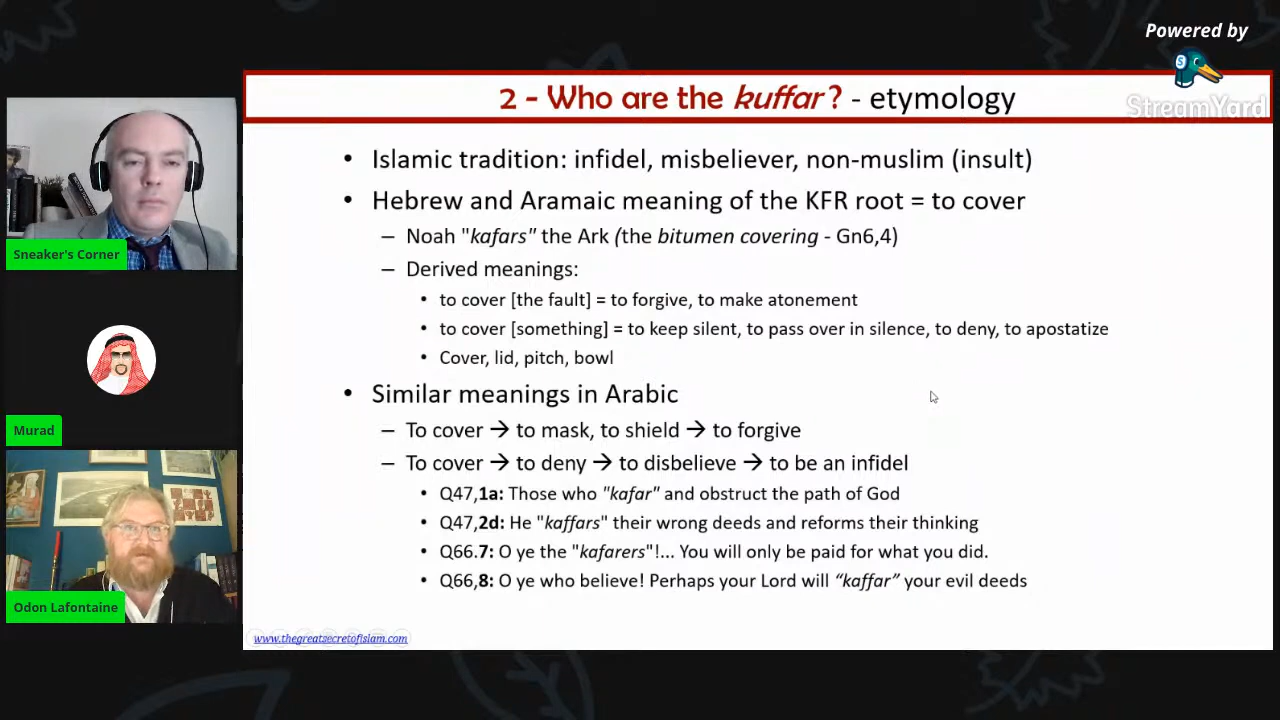 Powered by
StreamYard
2 - Who are the kuffar ? - etymology
• Islamic tradition: infidel, misbeliever, non-muslim (insult)
• Hebrew and Aramaic meaning of the KFR root = to cover
– Noah "kafars" the Ark (the bitumen covering - Gn6,4)
– Derived meanings:
• to cover [the fault] = to forgive, to make atonement
• to cover [something] = to keep silent, to pass over in silence, to deny, to apostatize
• Cover, lid, pitch, bowl
• Similar meanings in Arabic
– To cover → to mask, to shield → to forgive
– To cover → to deny → to disbelieve → to be an infidel
• Q47,1a: Those who "kafar" and obstruct the path of God
• Q47,2d: He "kaffars" their wrong deeds and reforms their thinking
• Q66.7: O ye the "kafarers"!... You will only be paid for what you did.
• Q66,8: O ye who believe! Perhaps your Lord will “kaffar” your evil deeds
www.thegreatsecretofislam.com
Sneaker's Corner
Murad
Odon Lafontaine